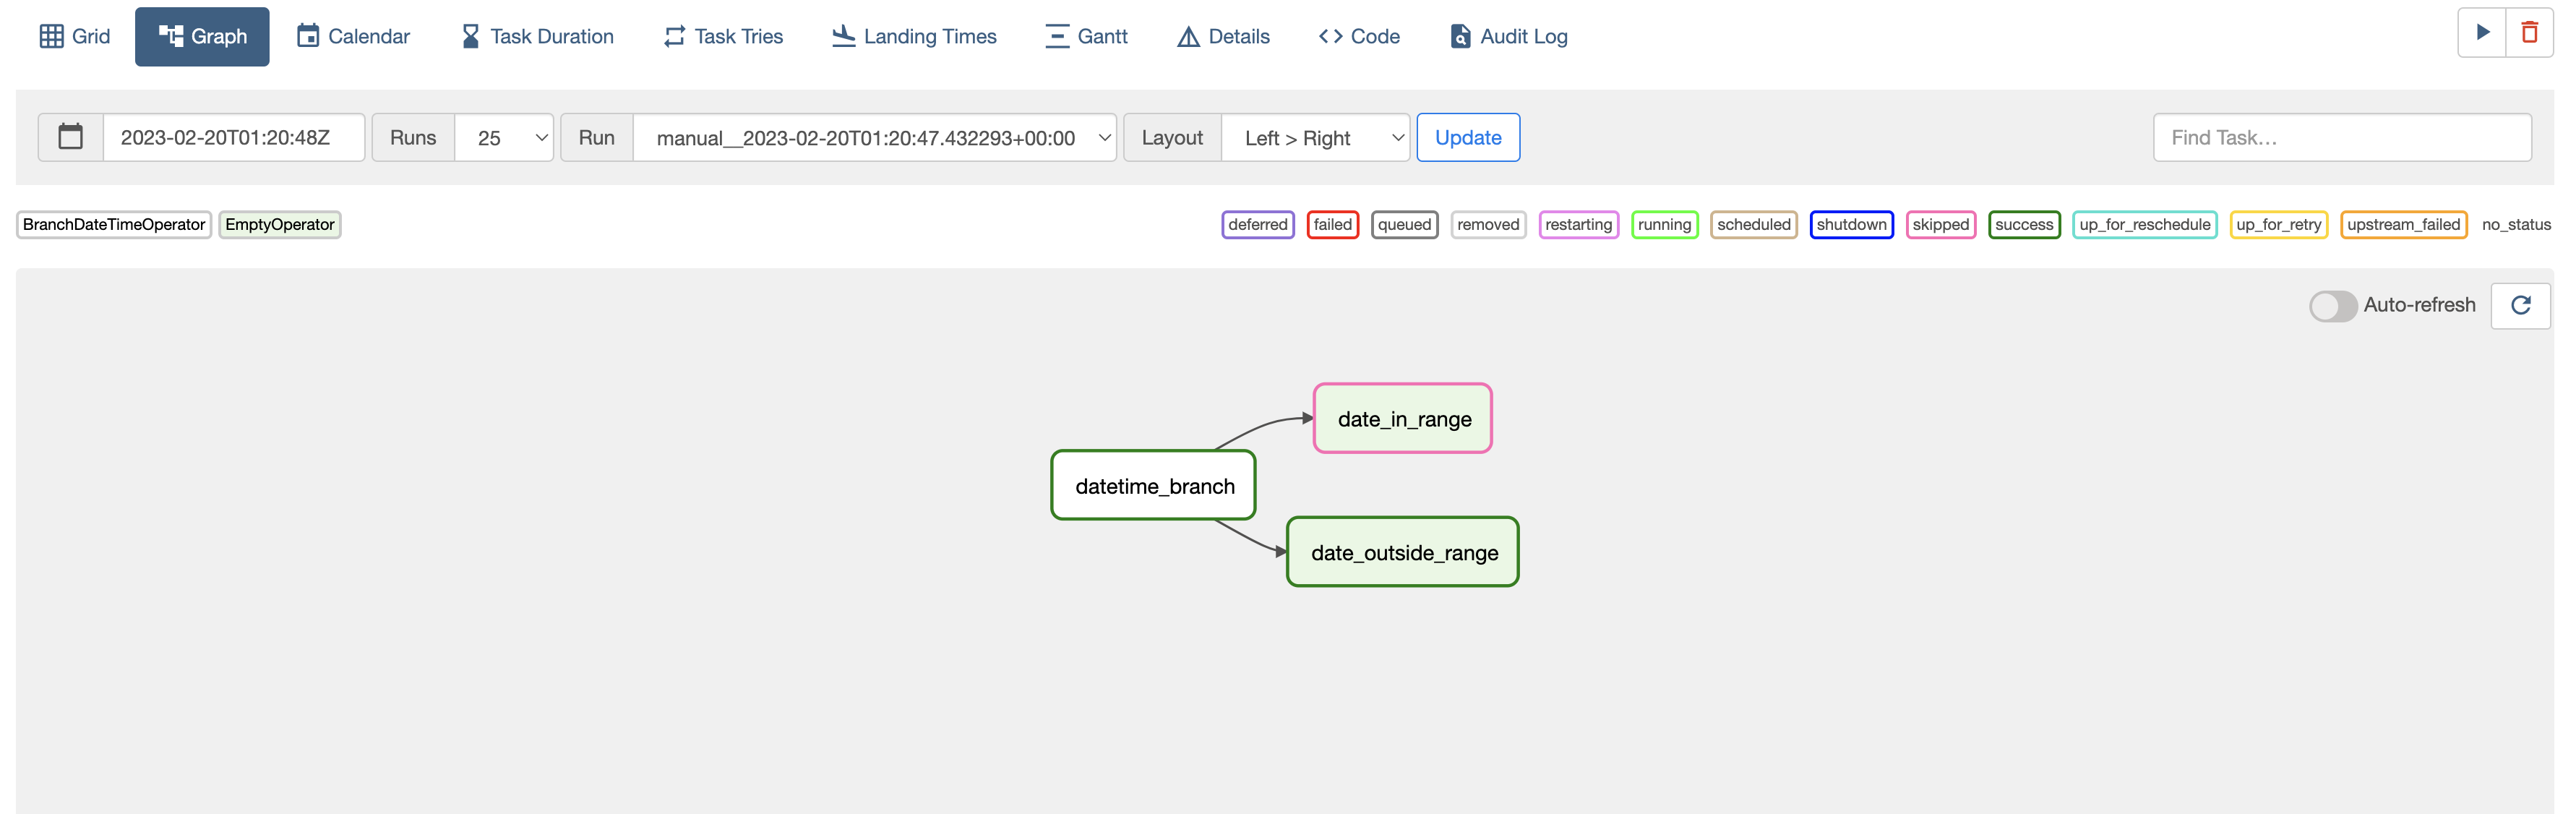 Grid Graph Calendar Task Duration Task Tries Landing Times Gantt Details Code Audit Log
2023-02-20T01:20:48Z Runs 25 Run manual__2023-02-20T01:20:47.432293+00:00 Layout Left > Right Update Find Task…
BranchDateTimeOperator EmptyOperator deferred failed queued removed restarting running scheduled shutdown skipped success up_for_reschedule up_for_retry upstream_failed no_status
Auto-refresh
date_in_range
datetime_branch
date_outside_range